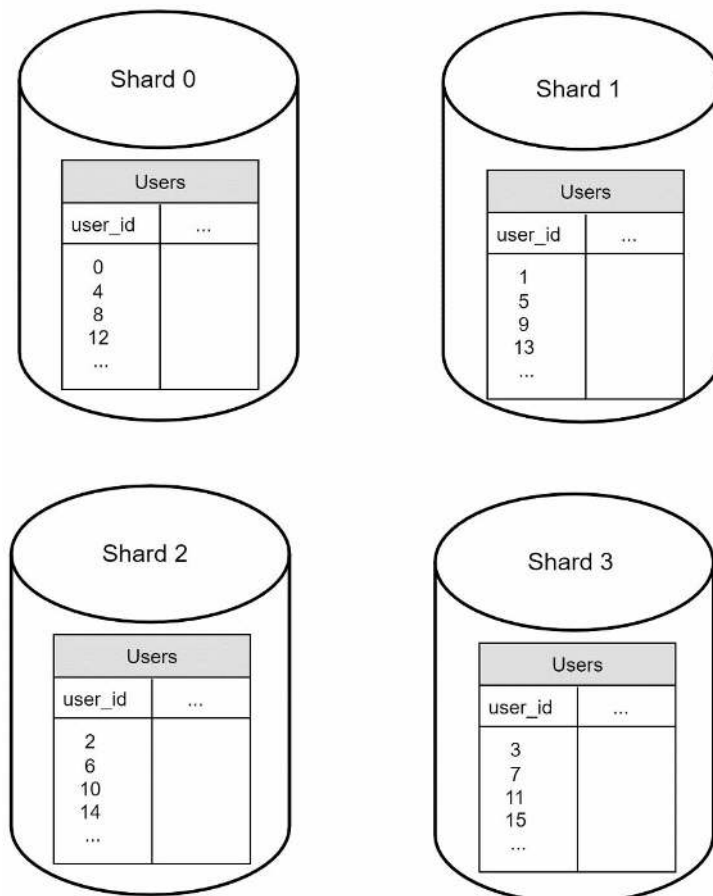 Shard 0
Users
user_id ...
0
4
8
12
...
Shard 1
Users
user_id ...
1
5
9
13
...
Shard 2
Users
user_id ...
2
6
10
14
...
Shard 3
Users
user_id ...
3
7
11
15
...